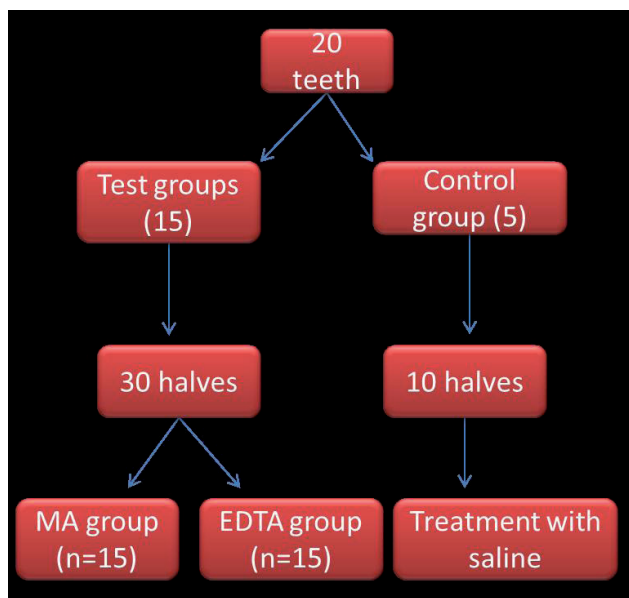 20
teeth
Test groups
(15)
Control
group (5)
30 halves
10 halves
MA group
(n=15)
EDTA group
(n=15)
Treatment with
saline